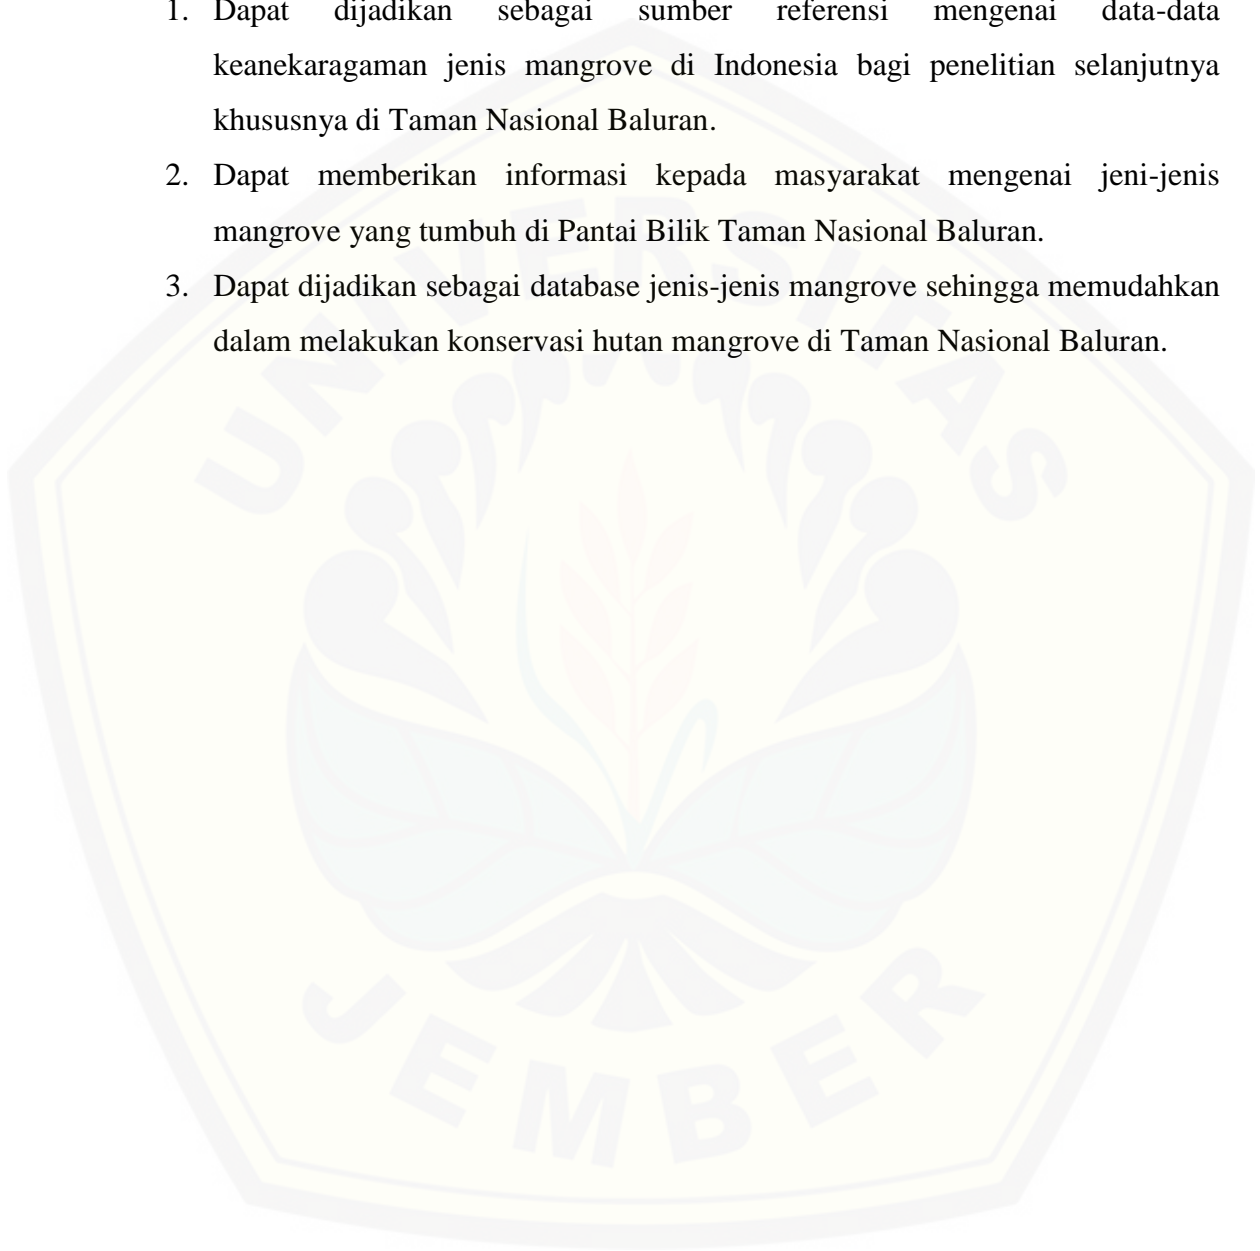 1. Dapat dijadikan sebagai sumber referensi mengenai data-data
keanekaragaman jenis mangrove di Indonesia bagi penelitian selanjutnya
khususnya di Taman Nasional Baluran.
2. Dapat memberikan informasi kepada masyarakat mengenai jeni-jenis
mangrove yang tumbuh di Pantai Bilik Taman Nasional Baluran.
3. Dapat dijadikan sebagai database jenis-jenis mangrove sehingga memudahkan
dalam melakukan konservasi hutan mangrove di Taman Nasional Baluran.
UNIVERSITAS
JEMBER